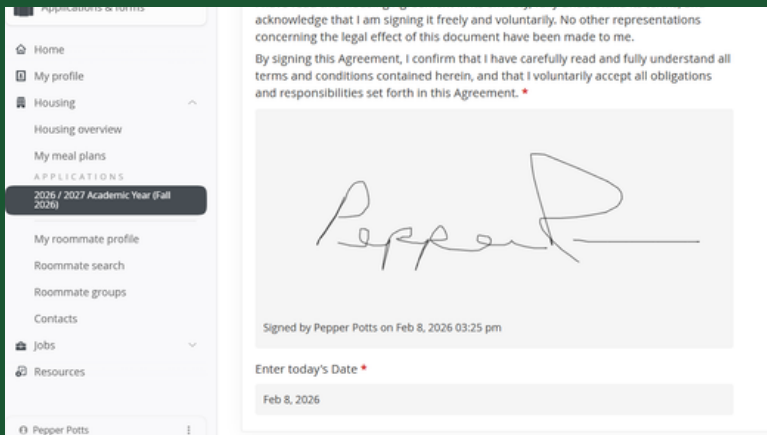 Applications & forms
Home
My profile
Housing
Housing overview
My meal plans
APPLICATIONS
2026 / 2027 Academic Year (Fall
2026)
My roommate profile
Roommate search
Roommate groups
Contacts
Jobs
Resources
Pepper Potts
acknowledge that I am signing it freely and voluntarily. No other representations
concerning the legal effect of this document have been made to me.
By signing this Agreement, I confirm that I have carefully read and fully understand all
terms and conditions contained herein, and that I voluntarily accept all obligations
and responsibilities set forth in this Agreement. *
Pepper P
Signed by Pepper Potts on Feb 8, 2026 03:25 pm
Enter today's Date *
Feb 8, 2026